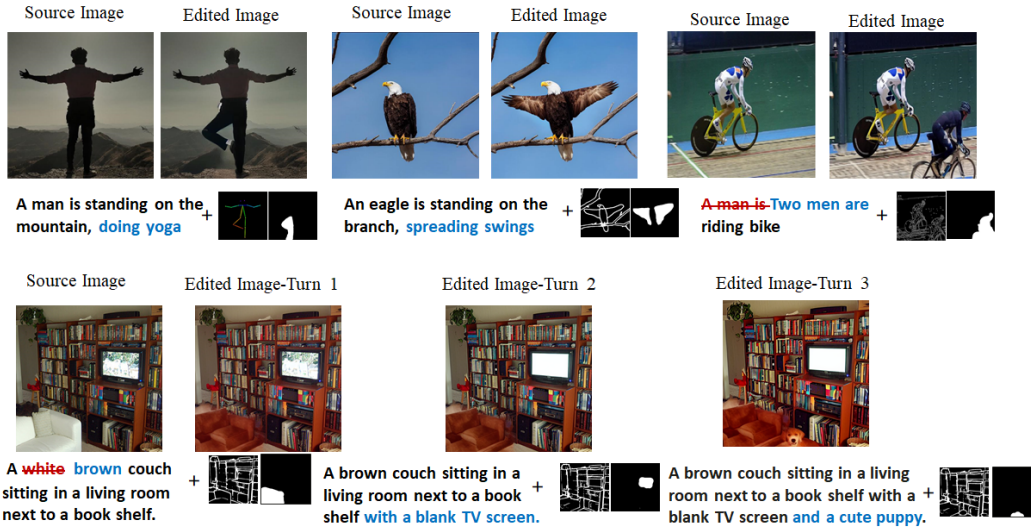 Source Image
Edited Image
Source Image
Edited Image
Source Image
Edited Image
A man is standing on the
mountain, doing yoga
+
An eagle is standing on the
branch, spreading swings
+
A man is Two men are
riding bike
+
Source Image
Edited Image-Turn 1
Edited Image-Turn 2
Edited Image-Turn 3
A white brown couch
sitting in a living room
next to a book shelf.
+
A brown couch sitting in a
living room next to a book
shelf with a blank TV screen.
+
A brown couch sitting in a living
room next to a book shelf with a
blank TV screen and a cute puppy.
+